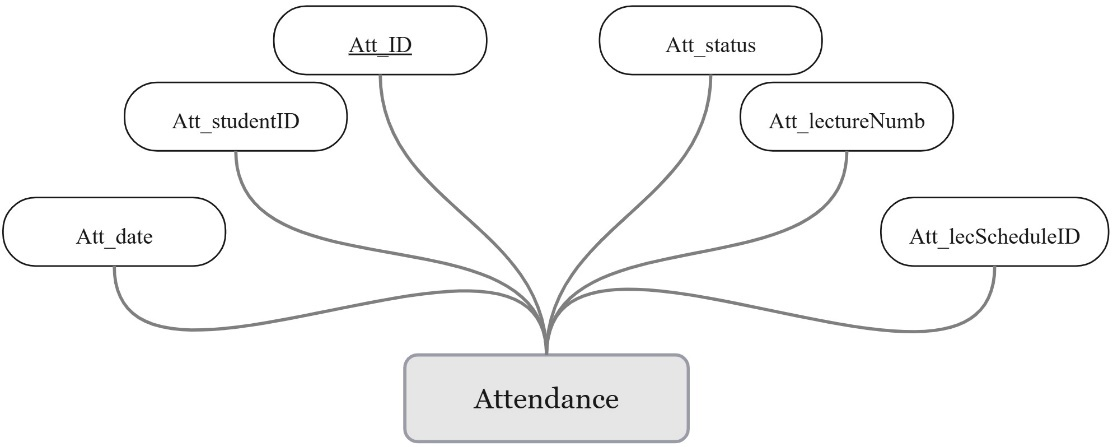 Att_ID
Att_status
Att_studentID
Att_lectureNumb
Att_date
Att_lecScheduleID
Attendance